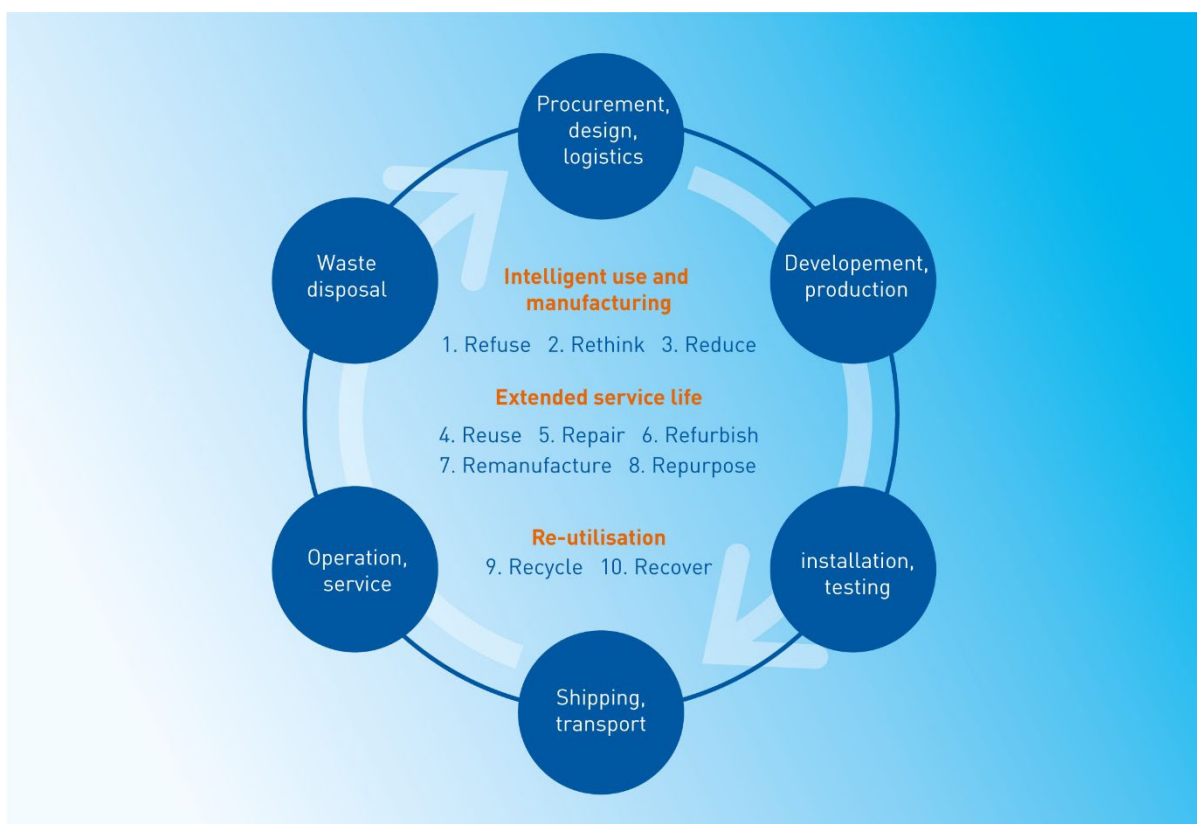 Procurement,
design,
logistics
Developement,
production
installation,
testing
Shipping,
transport
Operation,
service
Waste
disposal
Intelligent use and
manufacturing
1. Refuse 2. Rethink 3. Reduce
Extended service life
4. Reuse 5. Repair 6. Refurbish
7. Remanufacture 8. Repurpose
Re-utilisation
9. Recycle 10. Recover